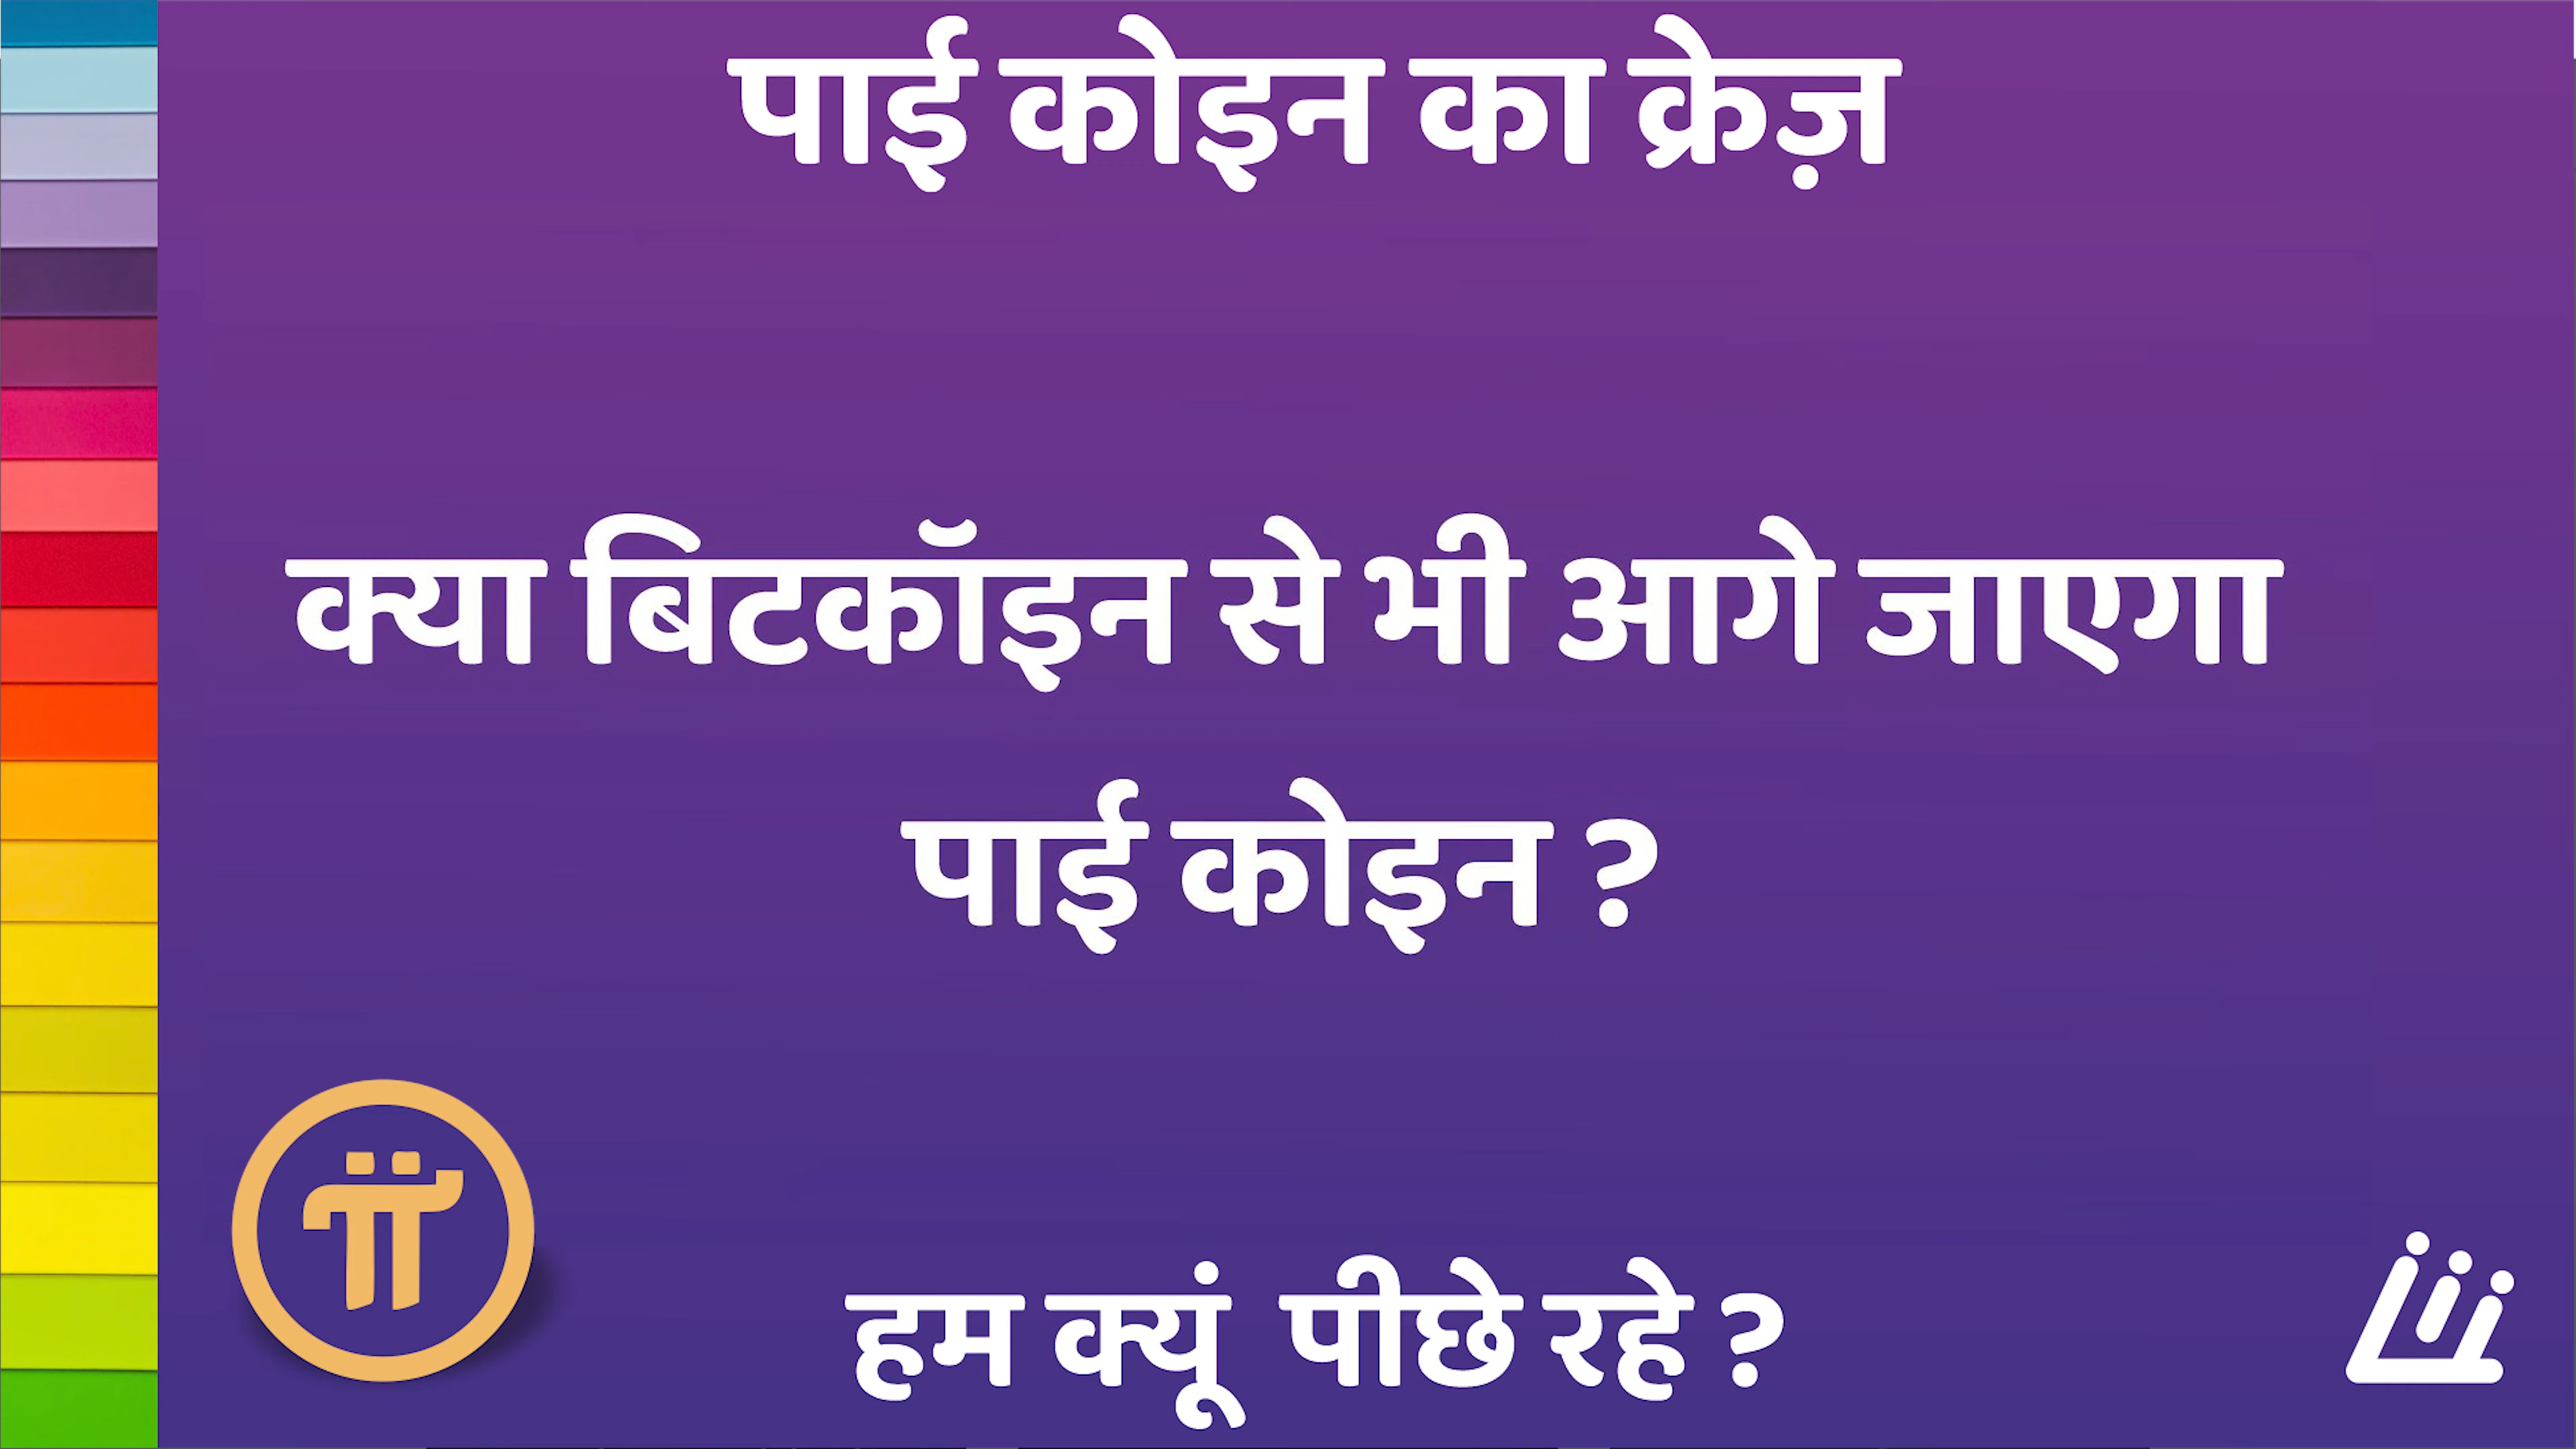 पाई कोइन का क्रेज़
क्या बिटकॉइन से भी आगे जाएगा
पाई कोइन ?
हम क्यूं पीछे रहे ?